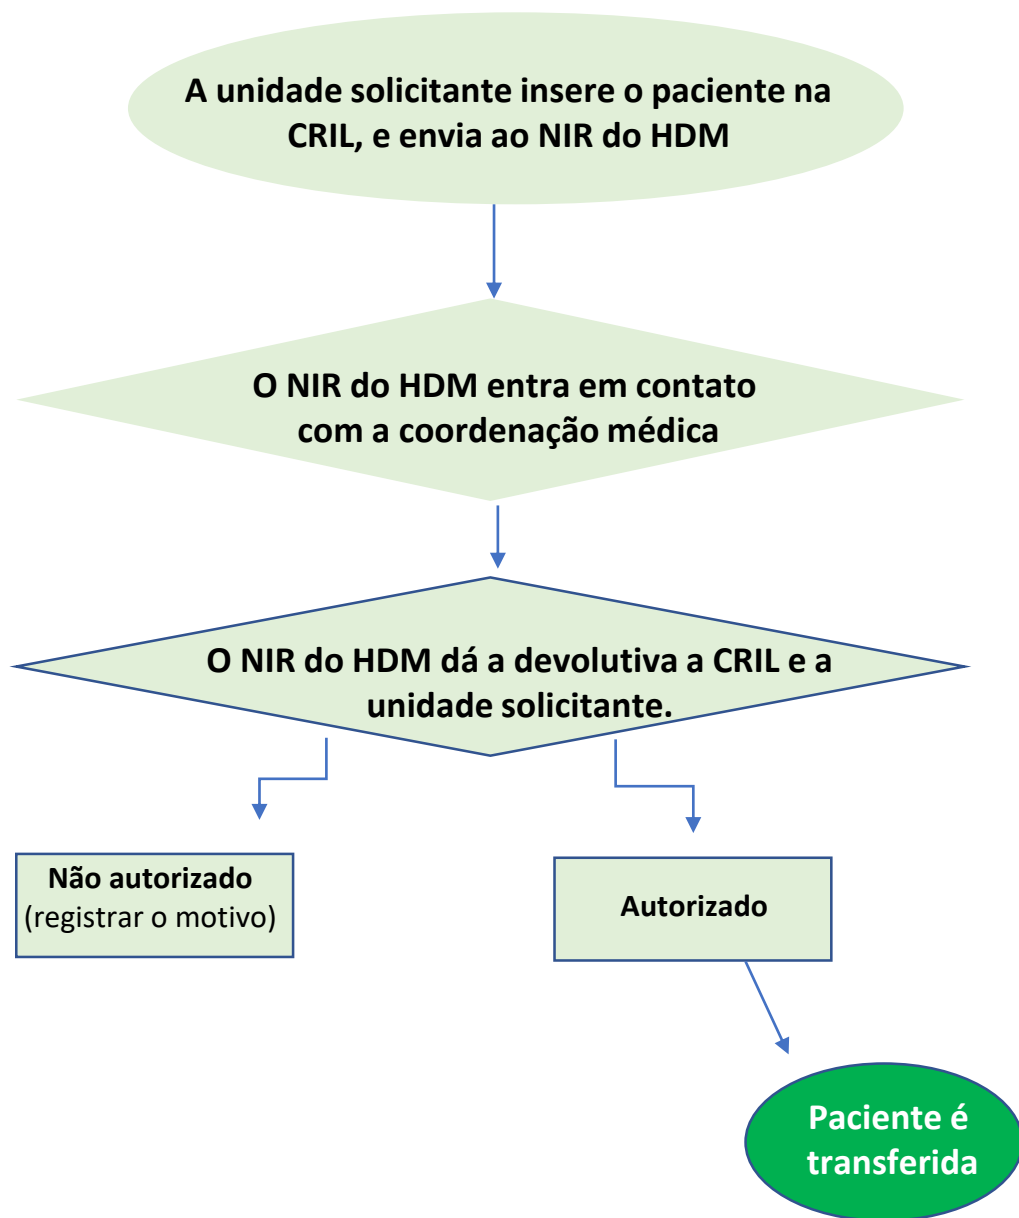 A unidade solicitante insere o paciente na
CRIL, e envia ao NIR do HDM
O NIR do HDM entra em contato
com a coordenação médica
O NIR do HDM dá a devolutiva a CRIL e a
unidade solicitante.
Não autorizado
(registrar o motivo)
Autorizado
Paciente é
transferida